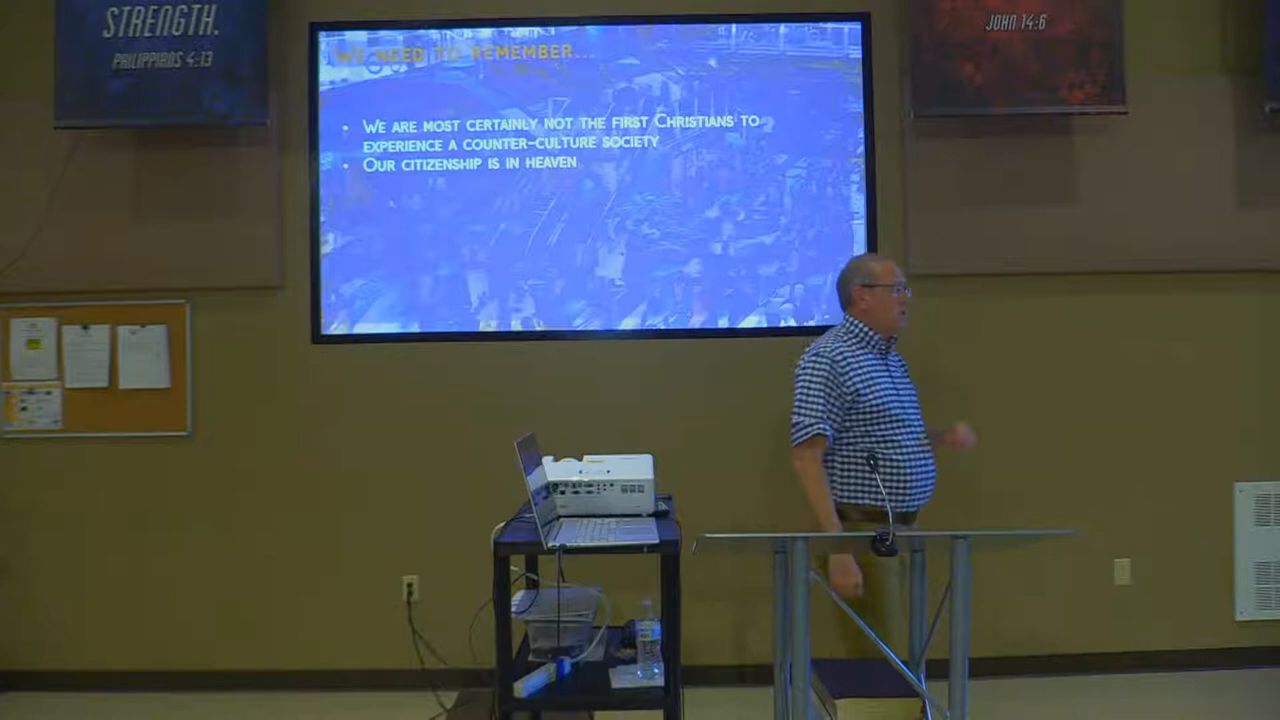 STRENGTH.
PHILIPPIANS 4:13
JOHN 14:6
WE NEED TO REMEMBER...
• WE ARE MOST CERTAINLY NOT THE FIRST CHRISTIANS TO
EXPERIENCE A COUNTER-CULTURE SOCIETY
• OUR CITIZENSHIP IS IN HEAVEN